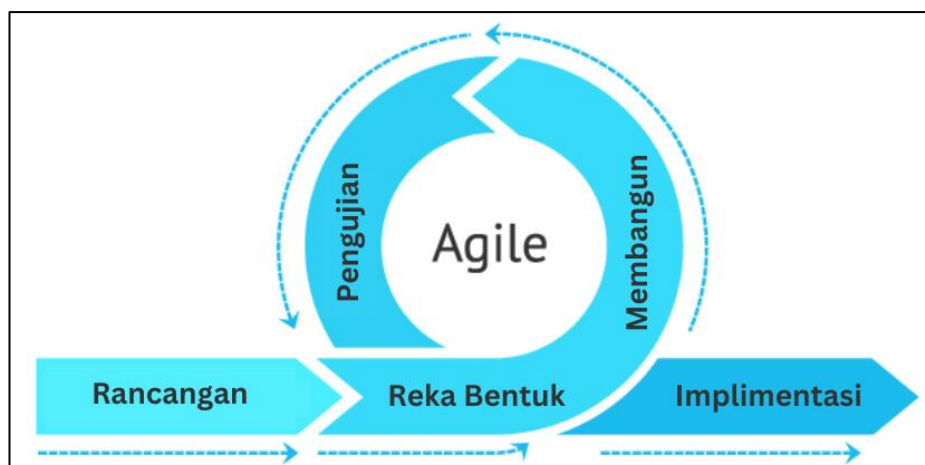 Pengujian
Agile
Membangun
Rancangan
Reka Bentuk
Implimentasi